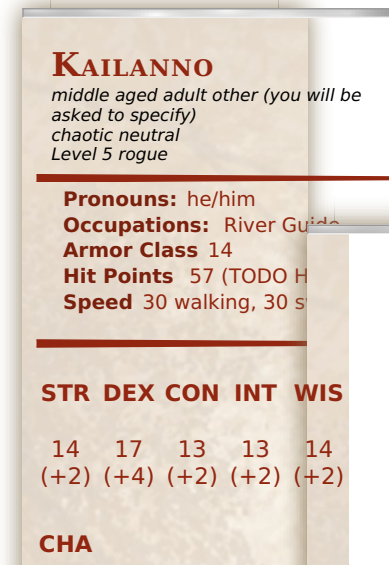 KAILANNO
middle aged adult other (you will be
asked to specify)
chaotic neutral
Level 5 rogue
Pronouns: he/him
Occupations: River Guide
Armor Class 14
Hit Points 57 (TODO H
Speed 30 walking, 30 s
STR DEX CON INT WIS
14 17 13 13 14
(+2) (+4) (+2) (+2) (+2)
CHA